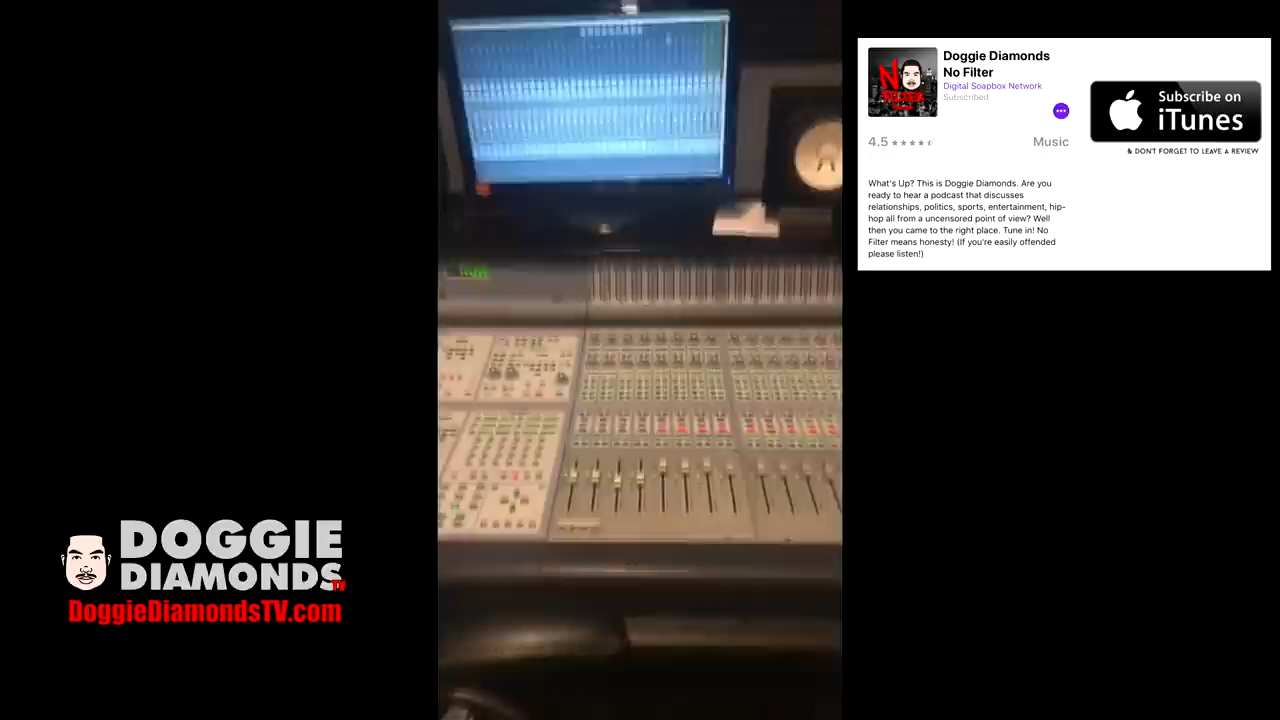 Doggie Diamonds
No Filter
Digital Soapbox Network
Subscribed
4.5
Music
What's Up? This is Doggie Diamonds. Are you
ready to hear a podcast that discusses
relationships, politics, sports, entertainment, hip-
hop all from a uncensored point of view? Well
then you came to the right place. Tune in! No
Filter means honesty! (If you're easily offended
please listen!)
Subscribe on
iTunes
& DON'T FORGET TO LEAVE A REVIEW
DOGGIE
DIAMONDS
TV
DoggieDiamondsTV.com